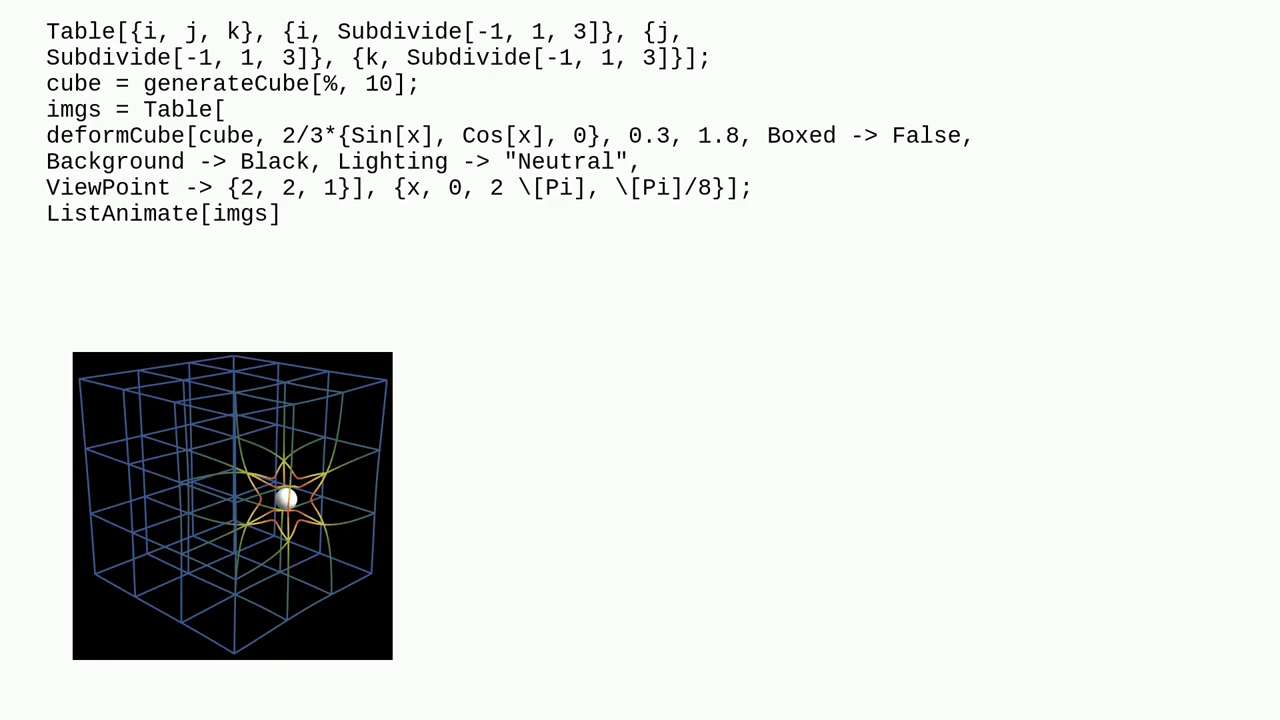 Table[{i, j, k}, {i, Subdivide[-1, 1, 3]}, {j,
Subdivide[-1, 1, 3]}, {k, Subdivide[-1, 1, 3]}];
cube = generateCube[%, 10];
imgs = Table[
deformCube[cube, 2/3*{Sin[x], Cos[x], 0}, 0.3, 1.8, Boxed -> False,
Background -> Black, Lighting -> "Neutral",
ViewPoint -> {2, 2, 1}], {x, 0, 2 \[Pi], \[Pi]/8}];
ListAnimate[imgs]